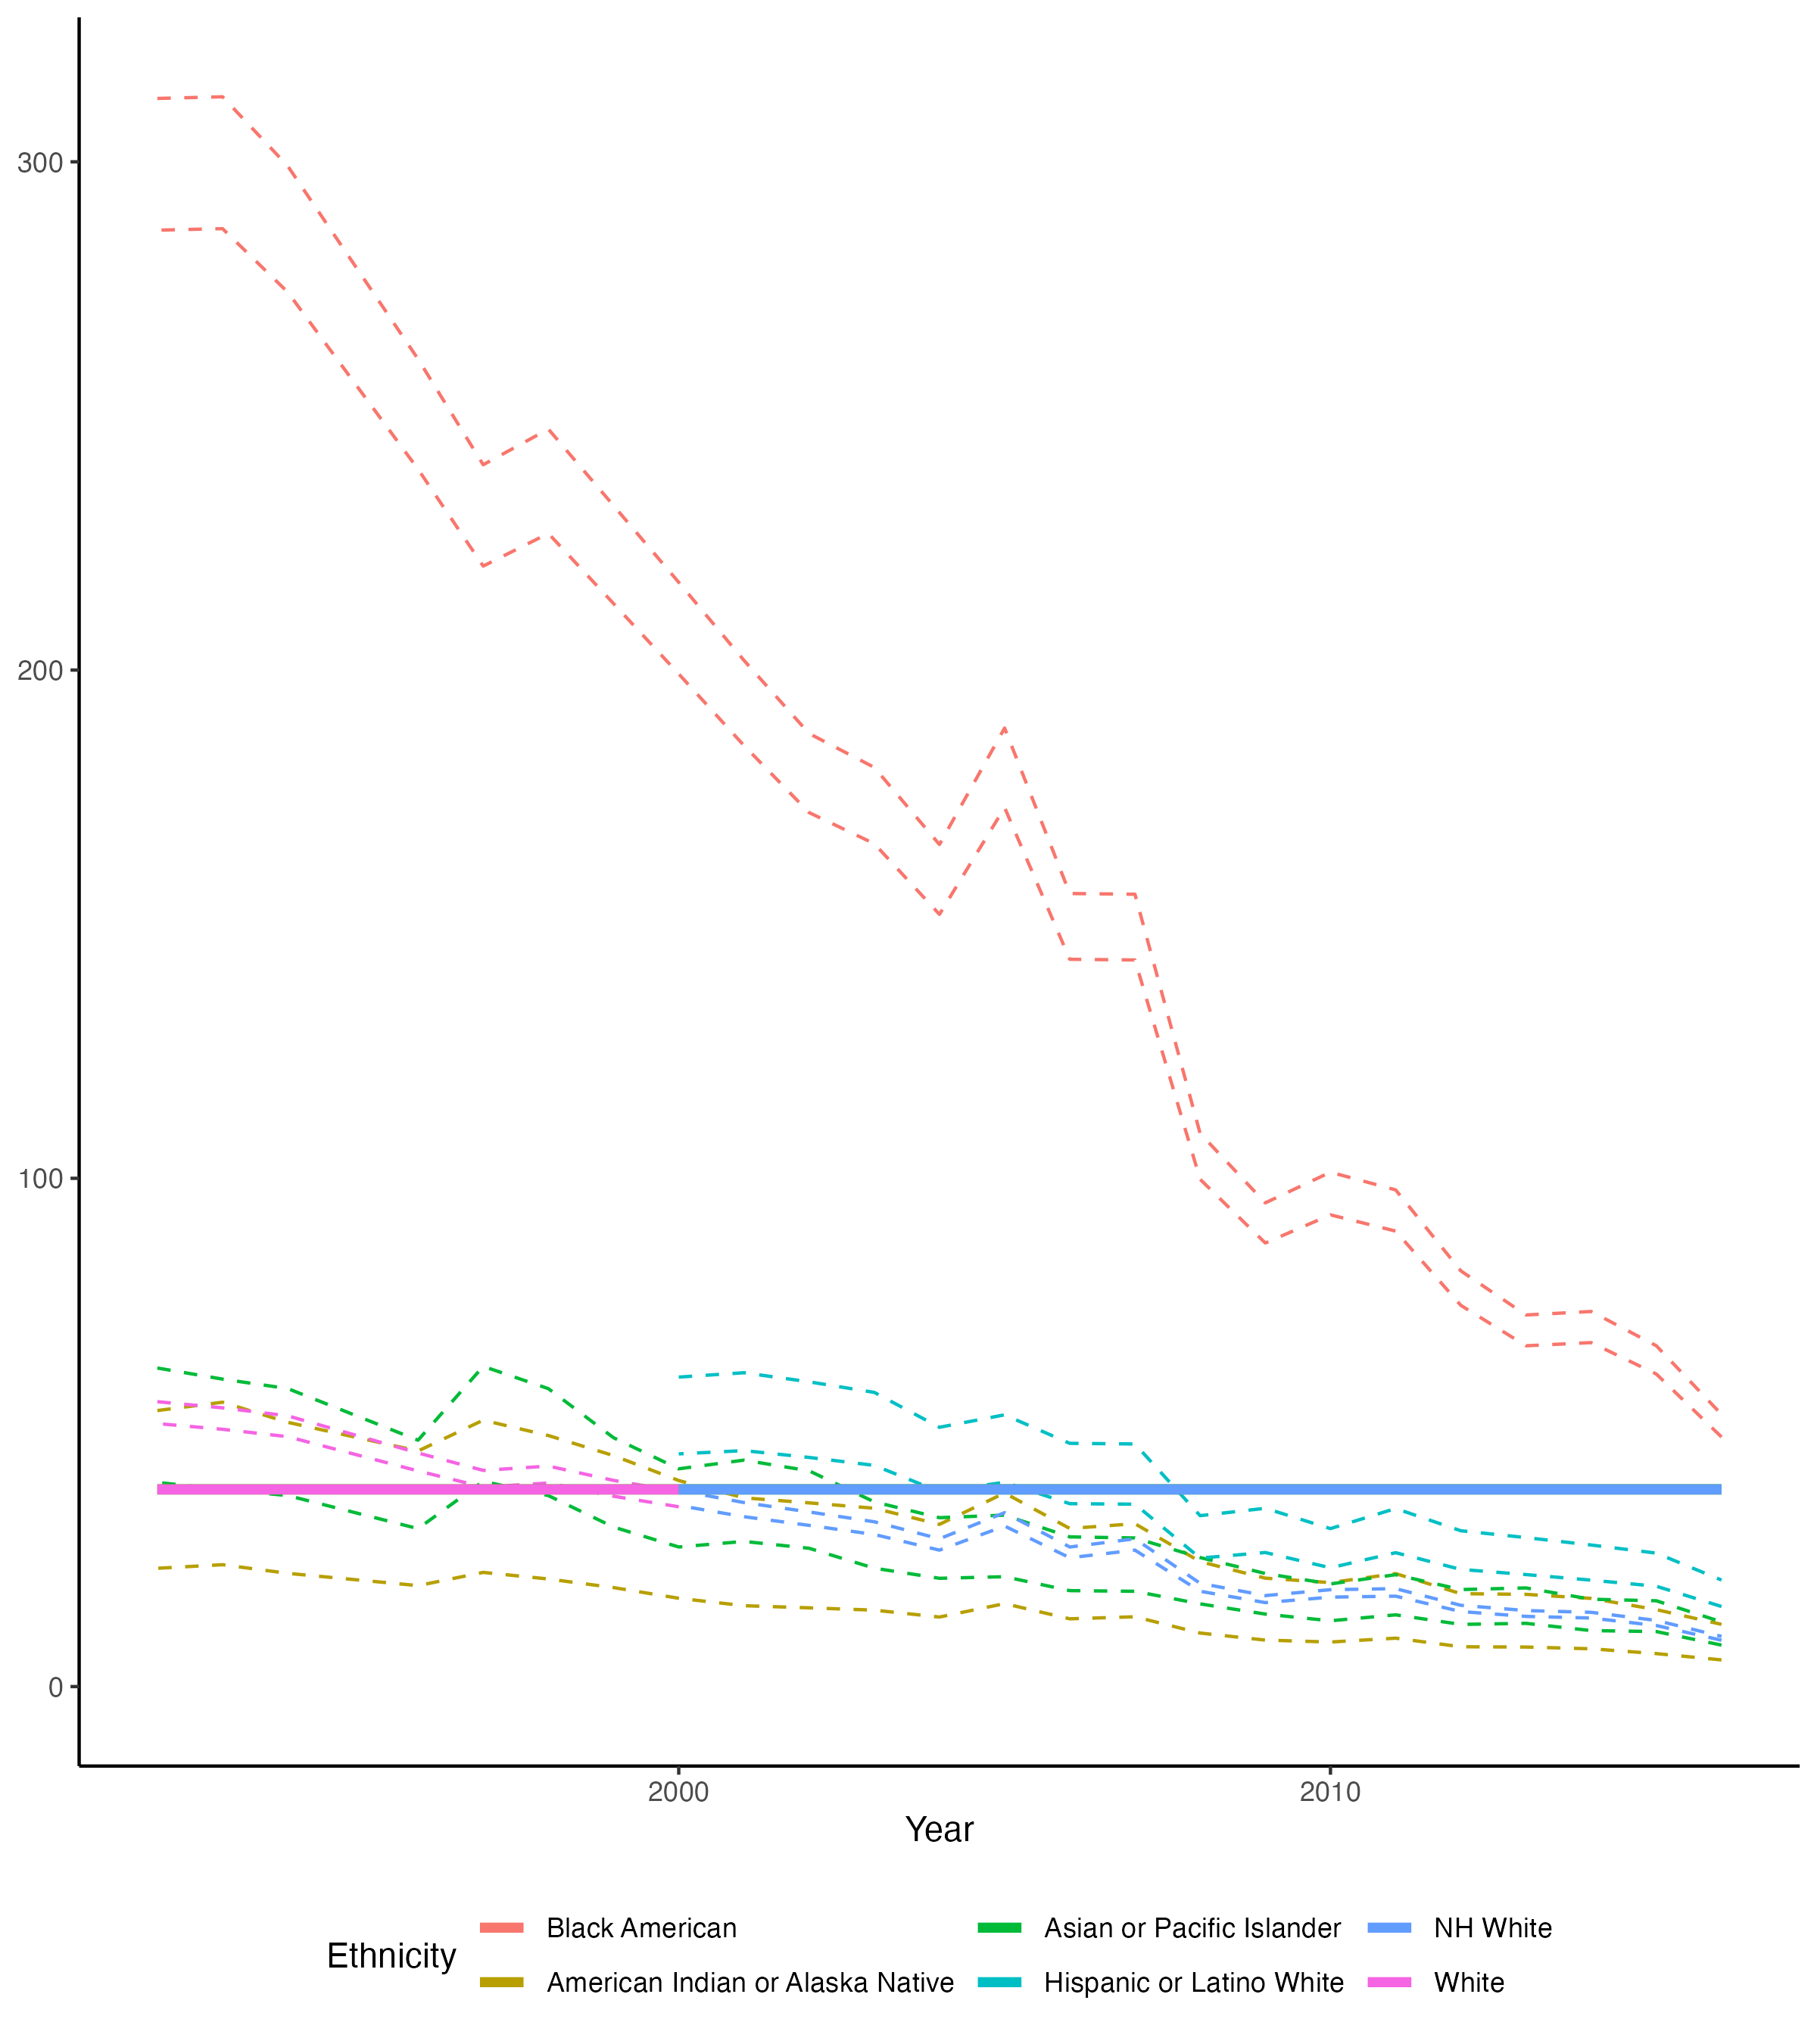 300
200
100
0
2000 2010
Year
Ethnicity
Black American Asian or Pacific Islander NH White
American Indian or Alaska Native Hispanic or Latino White White